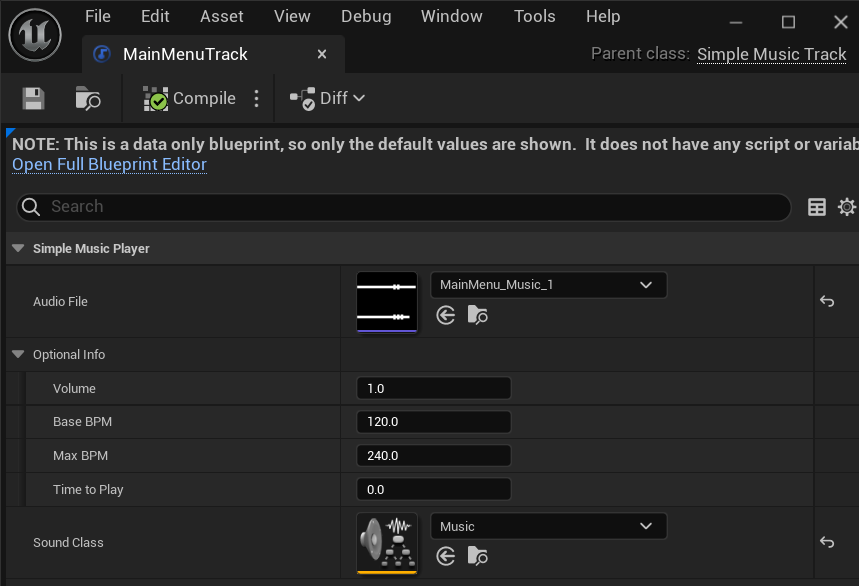 File Edit Asset View Debug Window Tools Help
MainMenuTrack
Parent class: Simple Music Track
Compile Diff
NOTE: This is a data only blueprint, so only the default values are shown. It does not have any script or variab
Open Full Blueprint Editor
Search
Simple Music Player
Audio File MainMenu_Music_1
Optional Info
Volume 1.0
Base BPM 120.0
Max BPM 240.0
Time to Play 0.0
Sound Class Music